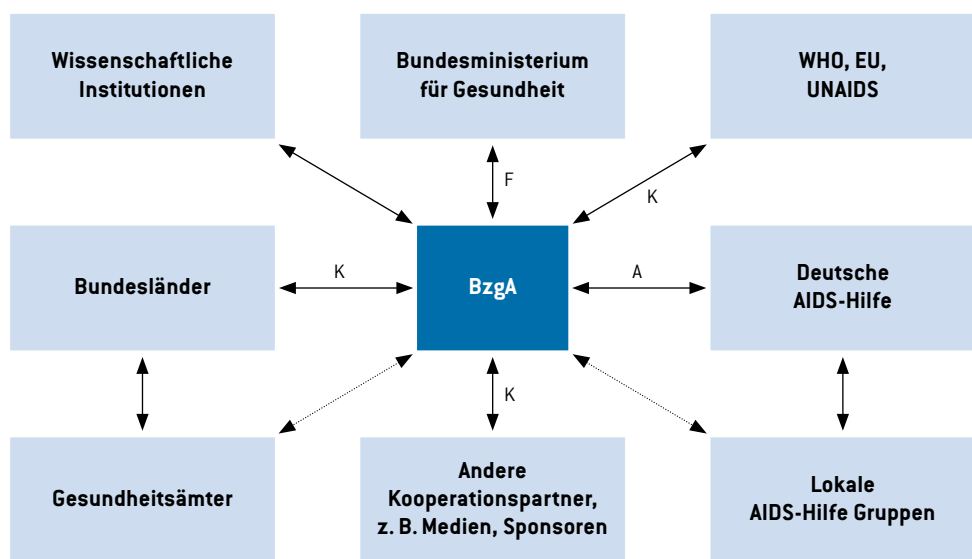 Wissenschaftliche
Institutionen
Bundesministerium
für Gesundheit
WHO, EU,
UNAIDS
F
K
Bundesländer
K
BzgA
A
Deutsche
AIDS-Hilfe
K
Gesundheitsämter
Andere
Kooperationspartner,
z. B. Medien, Sponsoren
Lokale
AIDS-Hilfe Gruppen